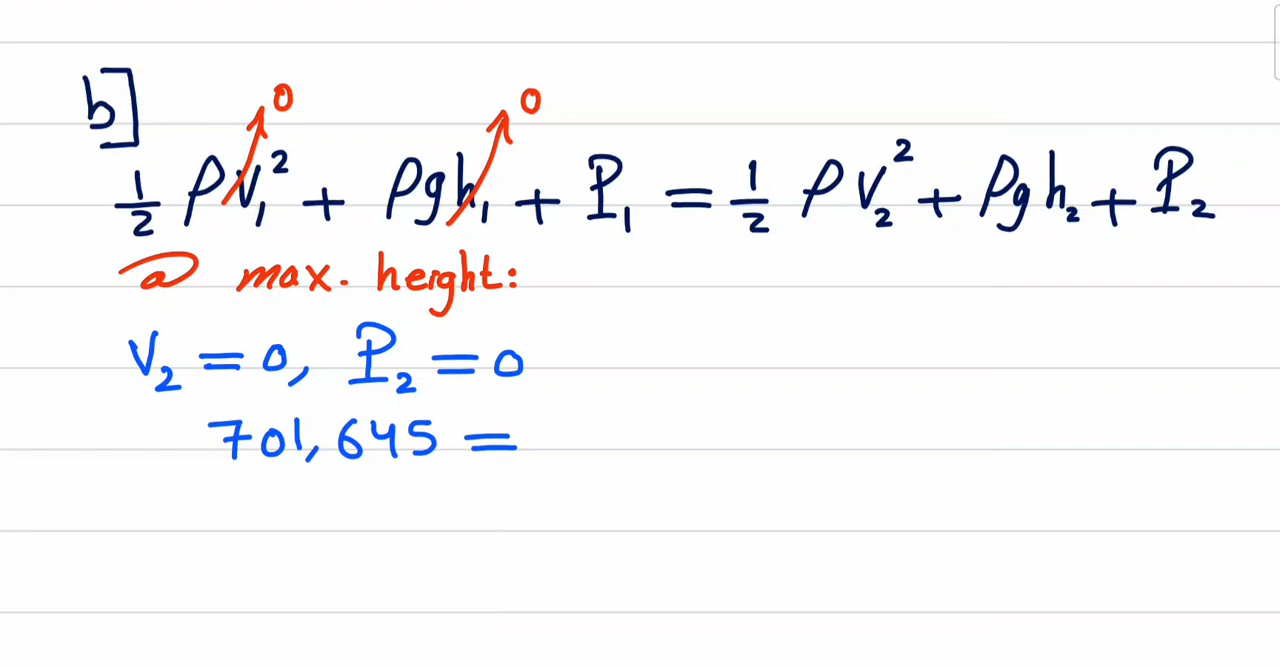 b]
0 0
½ ρv₁² + ρgh₁ + P₁ = ½ ρv₂² + ρgh₂ + P₂
@ max. height:
V₂ = 0, P₂ = 0
701,645 =